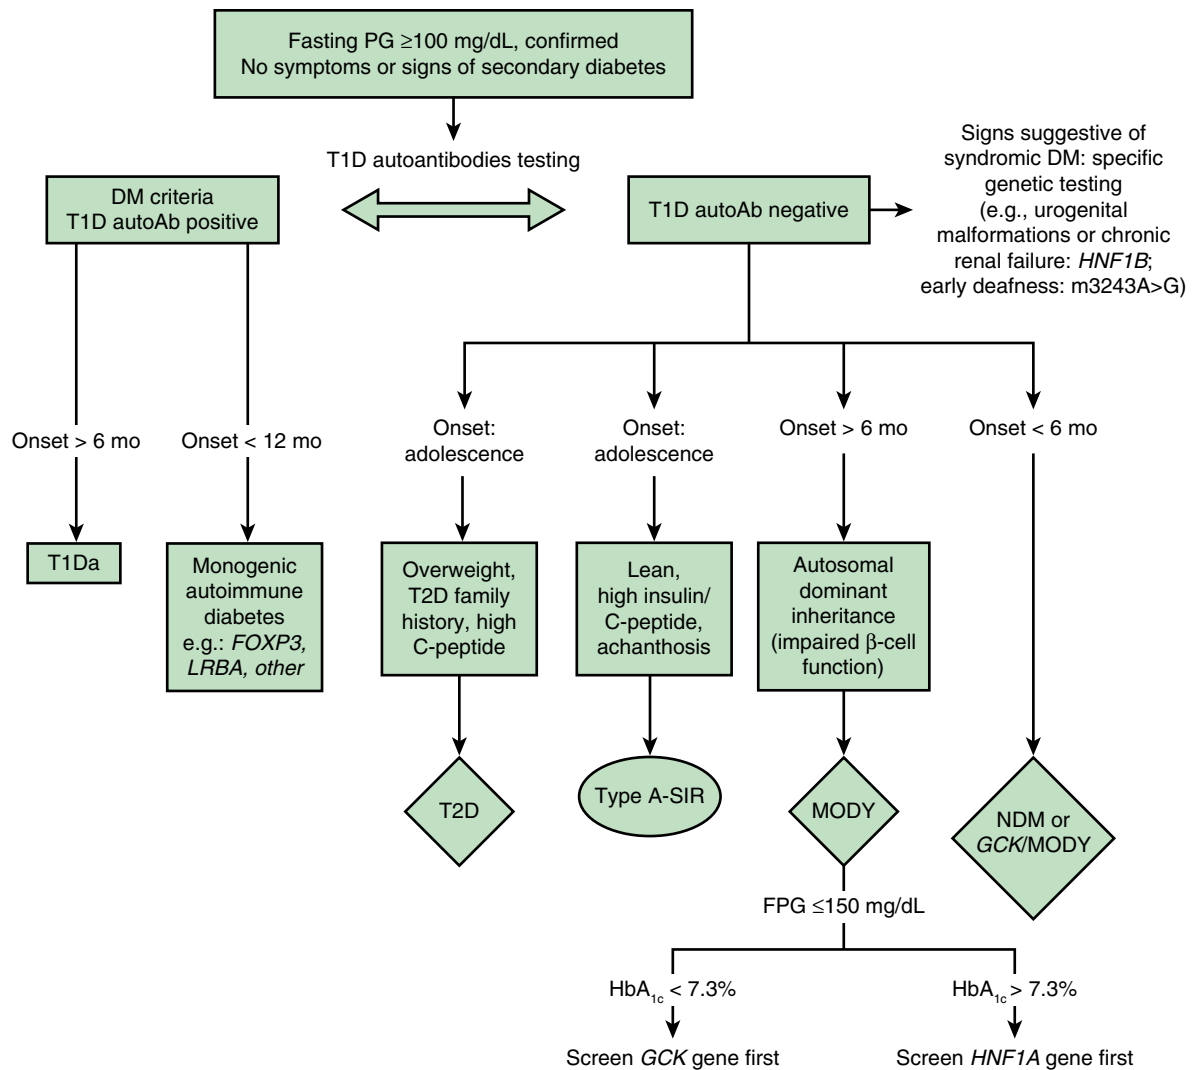 Fasting PG ≥100 mg/dL, confirmed
No symptoms or signs of secondary diabetes
T1D autoantibodies testing
DM criteria
T1D autoAb positive
T1D autoAb negative
Signs suggestive of
syndromic DM: specific
genetic testing
(e.g., urogenital
malformations or chronic
renal failure: HNF1B;
early deafness: m3243A>G)
Onset > 6 mo
Onset < 12 mo
Onset:
adolescence
Onset:
adolescence
Onset > 6 mo
Onset < 6 mo
T1Da
Monogenic
autoimmune
diabetes
e.g.: FOXP3,
LRBA, other
Overweight,
T2D family
history, high
C-peptide
Lean,
high insulin/
C-peptide,
achanthosis
Autosomal
dominant
inheritance
(impaired β-cell
function)
T2D
Type A-SIR
MODY
NDM or
GCK/MODY
FPG ≤150 mg/dL
HbA1c < 7.3%
HbA1c > 7.3%
Screen GCK gene first
Screen HNF1A gene first